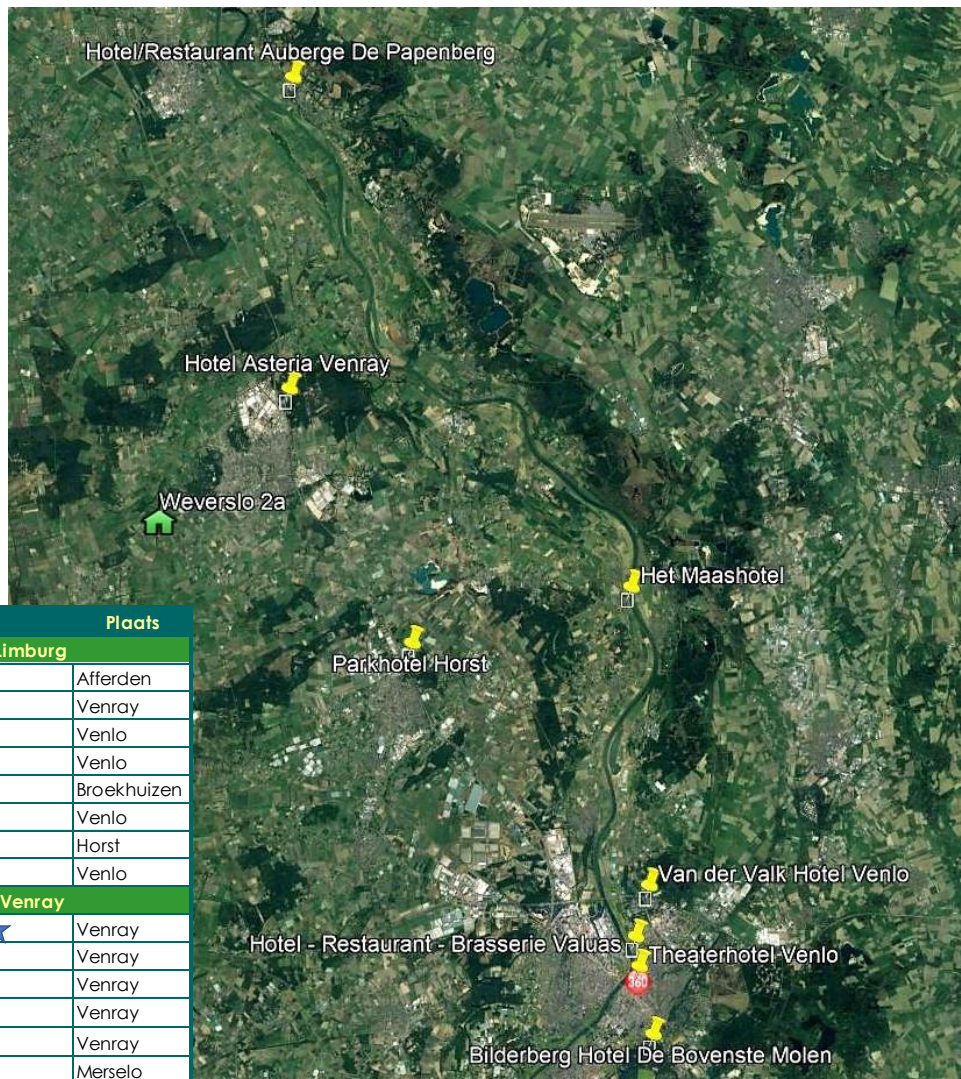 Hotel/Restaurant Auberge De Papenberg
Hotel Asteria Venray
Weverslo 2a
Het Maashotel
Parkhotel Horst
Van der Valk Hotel Venlo
Hotel - Restaurant - Brasserie Valuas
Theaterhotel Venlo
360
Bilderberg Hotel De Bovenste Molen
Plaats
Limburg
Afferden
Venray
Venlo
Venlo
Broekhuizen
Venlo
Horst
Venlo
Venray
Venray
Venray
Venray
Venray
Venray
Merselo